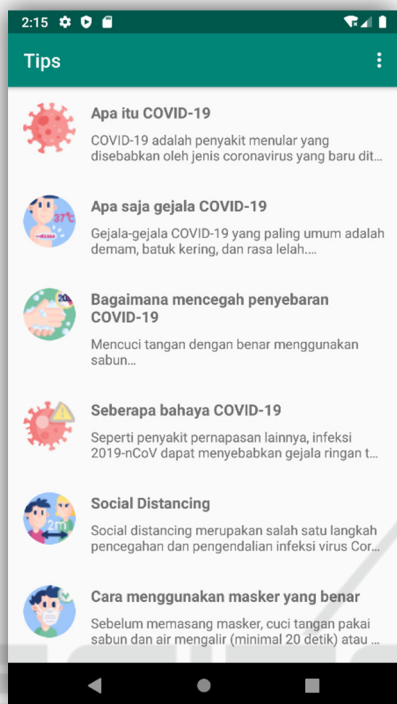 2:15
Tips
Apa itu COVID-19
COVID-19 adalah penyakit menular yang
disebabkan oleh jenis coronavirus yang baru dit...
Apa saja gejala COVID-19
37℃
Gejala-gejala COVID-19 yang paling umum adalah
demam, batuk kering, dan rasa lelah....
Bagaimana mencegah penyebaran
COVID-19
Mencuci tangan dengan benar menggunakan
sabun...
Seberapa bahaya COVID-19
Seperti penyakit pernapasan lainnya, infeksi
2019-nCoV dapat menyebabkan gejala ringan t...
Social Distancing
2m
Social distancing merupakan salah satu langkah
pencegahan dan pengendalian infeksi virus Cor...
Cara menggunakan masker yang benar
Sebelum memasang masker, cuci tangan pakai
sabun dan air mengalir (minimal 20 detik) atau ...